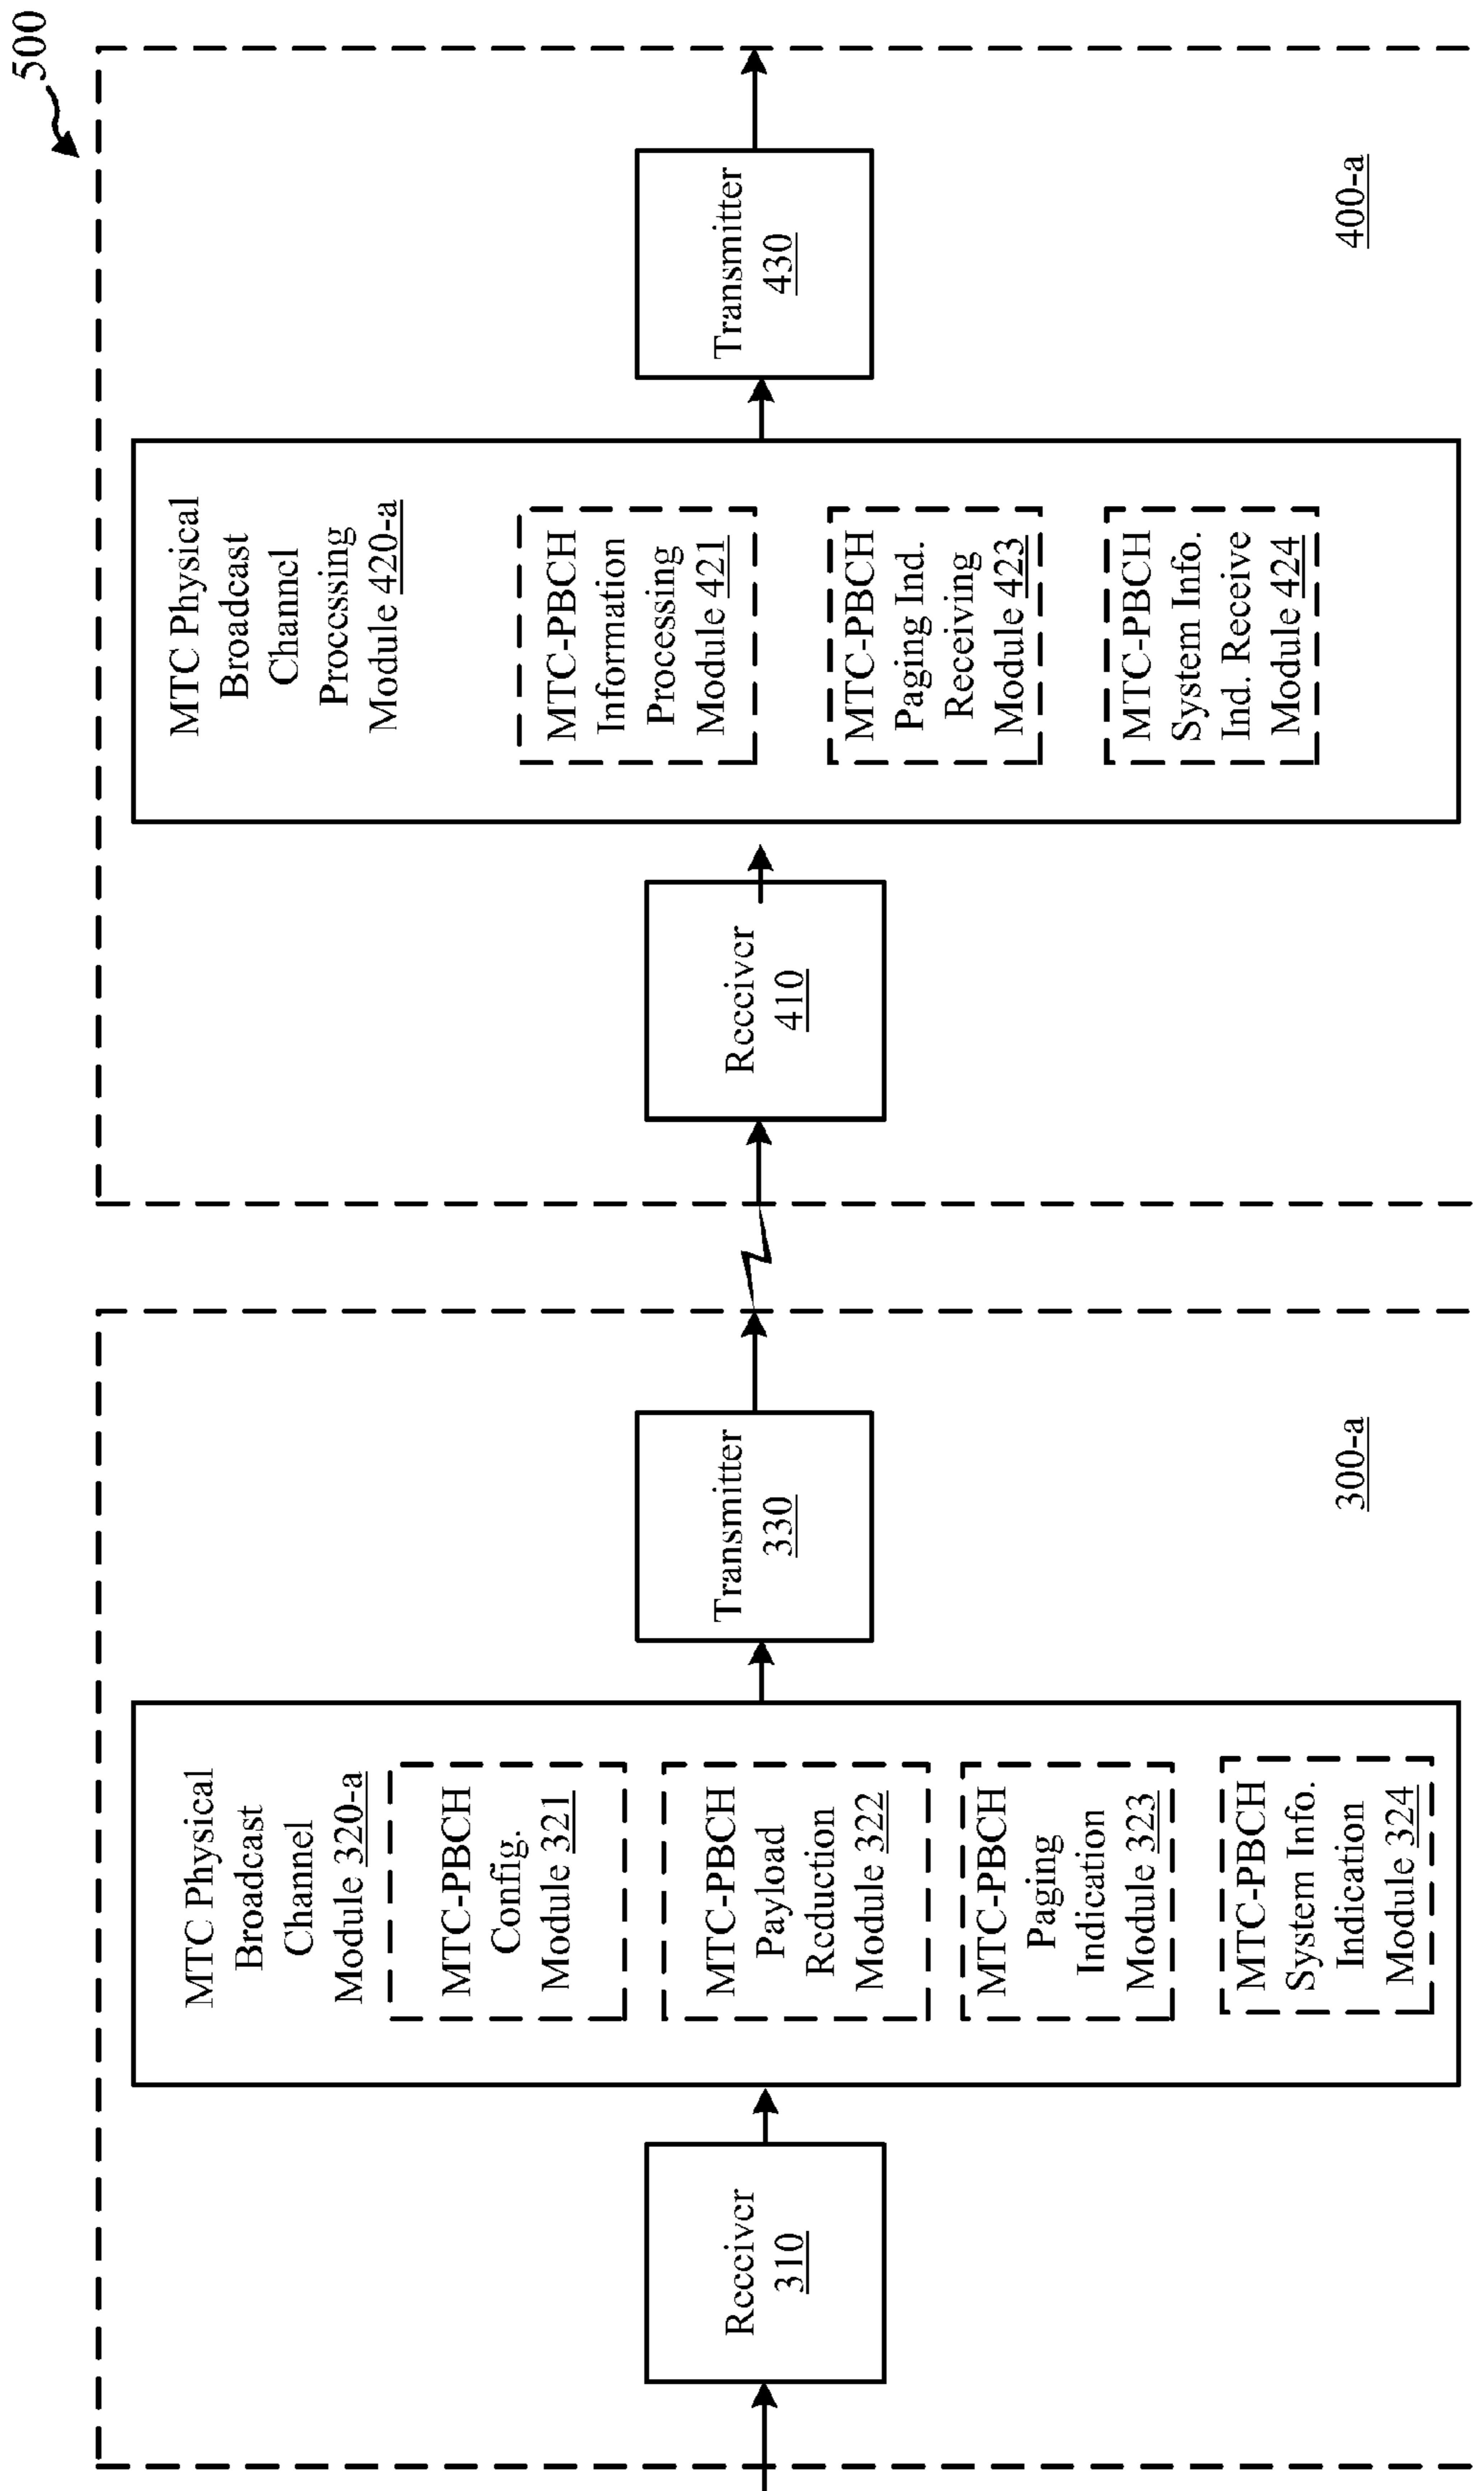 500
Receiver
310
MTC Physical
Broadcast
Channel
Module 320-a
MTC-PBCH
Config.
Module 321
MTC-PBCH
Payload
Reduction
Module 322
MTC-PBCH
Paging
Indication
Module 323
MTC-PBCH
System Info.
Indication
Module 324
Transmitter
330
300-a
Receiver
410
MTC Physical
Broadcast
Channel
Processing
Module 420-a
MTC-PBCH
Information
Processing
Module 421
MTC-PBCH
Paging Ind.
Receiving
Module 423
MTC-PBCH
System Info.
Ind. Receive
Module 424
Transmitter
430
400-a